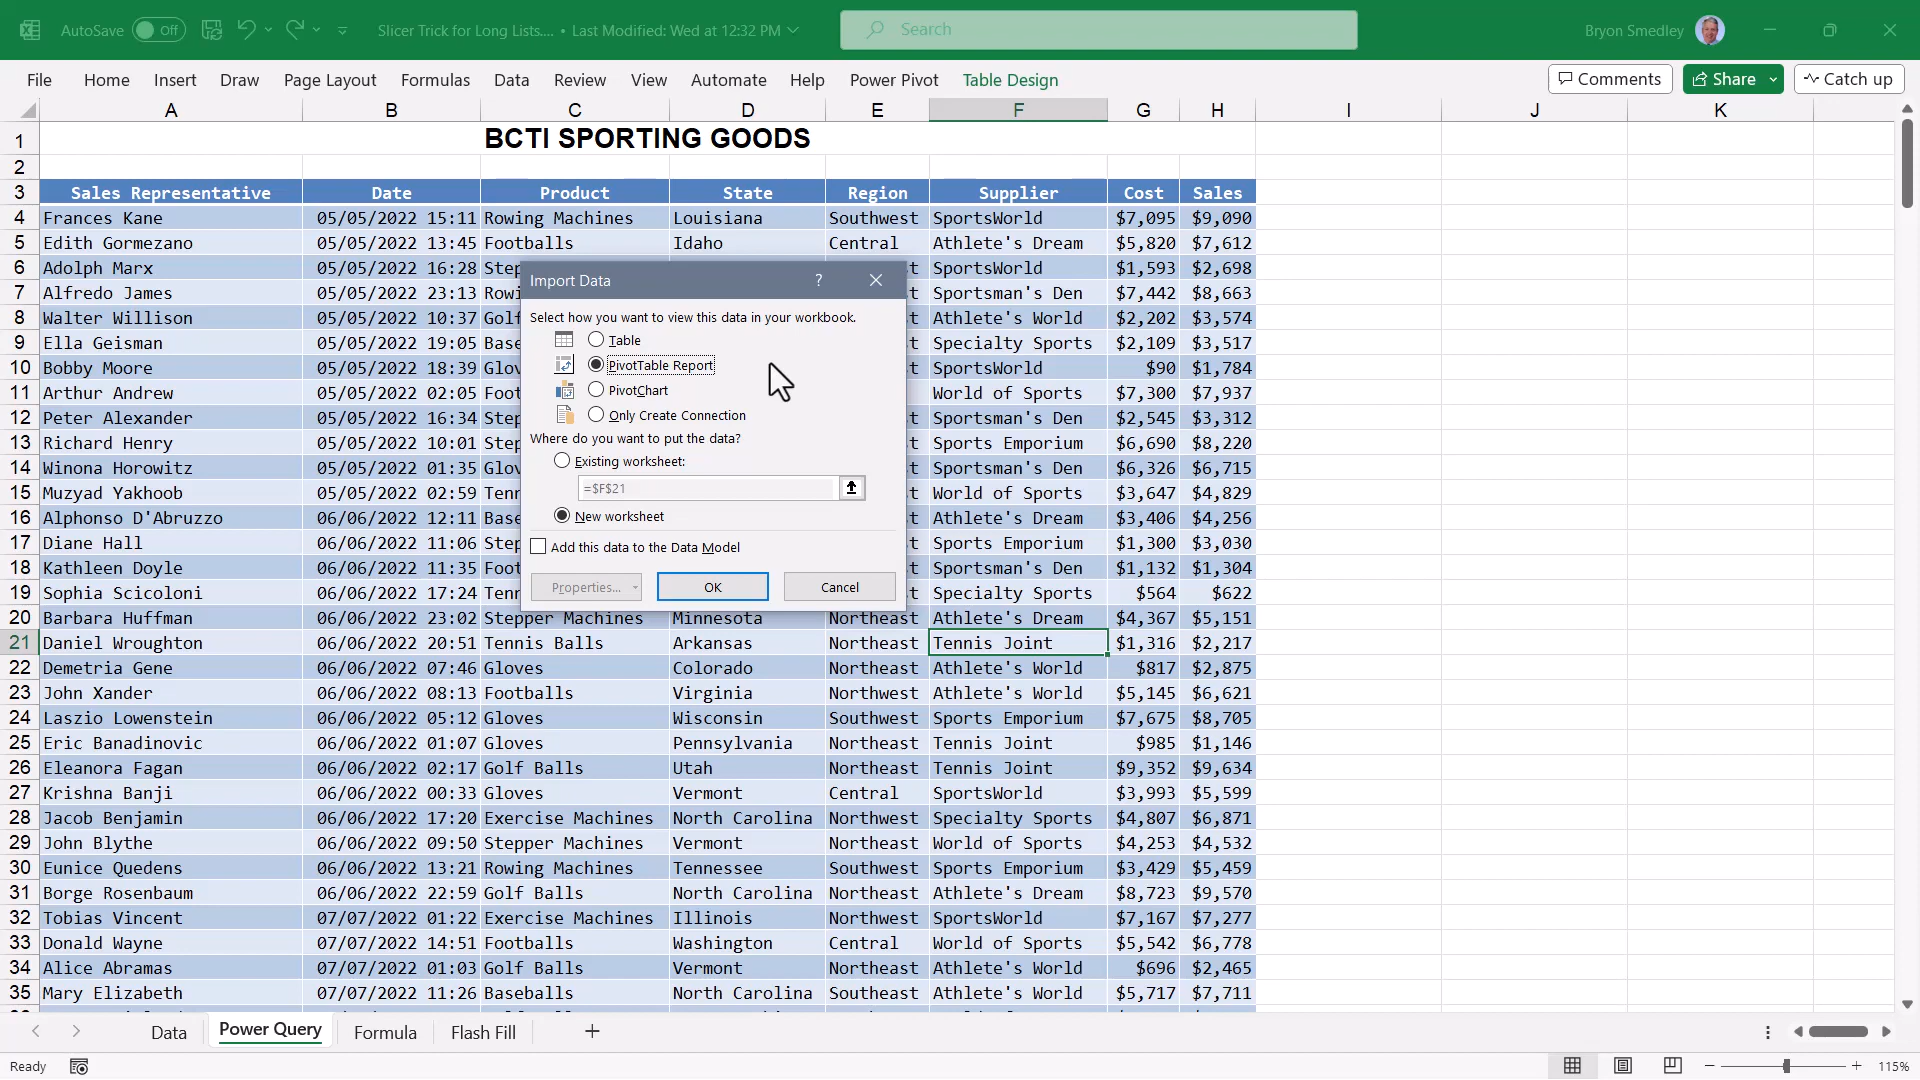 AutoSave Off Slicer Trick for Long Lists.... • Last Modified: Wed at 12:32 PM Search Bryon Smedley
File Home Insert Draw Page Layout Formulas Data Review View Automate Help Power Pivot Table Design Comments Share Catch up
A B C D E F G H I J K
1 BCTI SPORTING GOODS
2
3 Sales Representative Date Product State Region Supplier Cost Sales
4 Frances Kane 05/05/2022 15:11 Rowing Machines Louisiana Southwest SportsWorld $7,095 $9,090
5 Edith Gormezano 05/05/2022 13:45 Footballs Idaho Central Athlete's Dream $5,820 $7,612
6 Adolph Marx 05/05/2022 16:28 Step t SportsWorld $1,593 $2,698
7 Alfredo James 05/05/2022 23:13 Rowi t Sportsman's Den $7,442 $8,663
8 Walter Willison 05/05/2022 10:37 Golf t Athlete's World $2,202 $3,574
9 Ella Geisman 05/05/2022 19:05 Base t Specialty Sports $2,109 $3,517
10 Bobby Moore 05/05/2022 18:39 Glov t SportsWorld $90 $1,784
11 Arthur Andrew 05/05/2022 02:05 Foot World of Sports $7,300 $7,937
12 Peter Alexander 05/05/2022 16:34 Step t Sportsman's Den $2,545 $3,312
13 Richard Henry 05/05/2022 10:01 Step t Sports Emporium $6,690 $8,220
14 Winona Horowitz 05/05/2022 01:35 Glov t Sportsman's Den $6,326 $6,715
15 Muzyad Yakhoob 05/05/2022 02:59 Tenn t World of Sports $3,647 $4,829
16 Alphonso D'Abruzzo 06/06/2022 12:11 Base t Athlete's Dream $3,406 $4,256
17 Diane Hall 06/06/2022 11:06 Step t Sports Emporium $1,300 $3,030
18 Kathleen Doyle 06/06/2022 11:35 Foot t Sportsman's Den $1,132 $1,304
19 Sophia Scicoloni 06/06/2022 17:24 Tenn t Specialty Sports $564 $622
20 Barbara Huffman 06/06/2022 23:02 Stepper Machines Minnesota Northeast Athlete's Dream $4,367 $5,151
21 Daniel Wroughton 06/06/2022 20:51 Tennis Balls Arkansas Northeast Tennis Joint $1,316 $2,217
22 Demetria Gene 06/06/2022 07:46 Gloves Colorado Northeast Athlete's World $817 $2,875
23 John Xander 06/06/2022 08:13 Footballs Virginia Northwest Athlete's World $5,145 $6,621
24 Laszio Lowenstein 06/06/2022 05:12 Gloves Wisconsin Southwest Sports Emporium $7,675 $8,705
25 Eric Banadinovic 06/06/2022 01:07 Gloves Pennsylvania Northeast Tennis Joint $985 $1,146
26 Eleanora Fagan 06/06/2022 02:17 Golf Balls Utah Northeast Tennis Joint $9,352 $9,634
27 Krishna Banji 06/06/2022 00:33 Gloves Vermont Central SportsWorld $3,993 $5,599
28 Jacob Benjamin 06/06/2022 17:20 Exercise Machines North Carolina Southwest Specialty Sports $4,807 $6,871
29 John Blythe 06/06/2022 09:50 Stepper Machines Vermont Northeast World of Sports $4,253 $4,532
30 Eunice Quedens 06/06/2022 13:21 Rowing Machines Tennessee Southwest Sports Emporium $3,429 $5,459
31 Borge Rosenbaum 06/06/2022 22:59 Golf Balls North Carolina Northeast Athlete's Dream $8,723 $9,570
32 Tobias Vincent 07/07/2022 01:22 Exercise Machines Illinois Northwest SportsWorld $7,167 $7,277
33 Donald Wayne 07/07/2022 14:51 Footballs Washington Central World of Sports $5,542 $6,778
34 Alice Abramas 07/07/2022 01:03 Golf Balls Vermont Northeast Athlete's World $696 $2,465
35 Mary Elizabeth 07/07/2022 11:26 Baseballs North Carolina Southeast Athlete's World $5,717 $7,711
Import Data ?
Select how you want to view this data in your workbook.
Table
PivotTable Report
PivotChart
Only Create Connection
Where do you want to put the data?
Existing worksheet:
=$F$21
New worksheet
Add this data to the Data Model
Properties... OK Cancel
Data Power Query Formula Flash Fill
Ready 115%